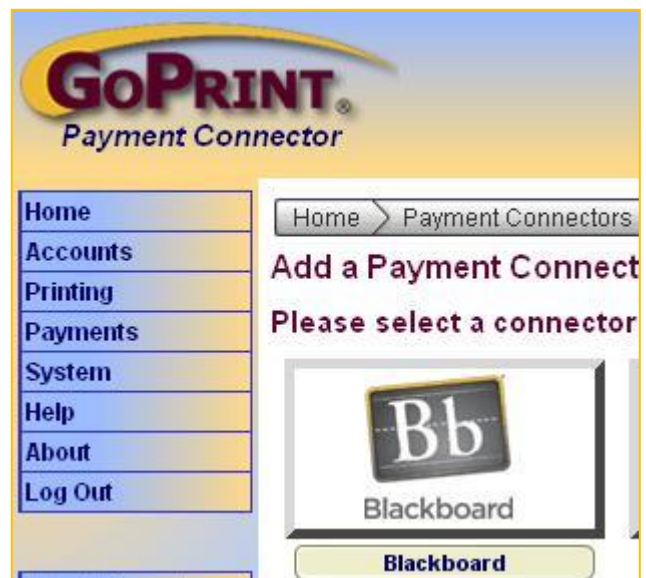 GoPrint®
Payment Connector
Home
Accounts
Printing
Payments
System
Help
About
Log Out
Home Payment Connectors
Add a Payment Connect
Please select a connector
Bb
Blackboard
Blackboard